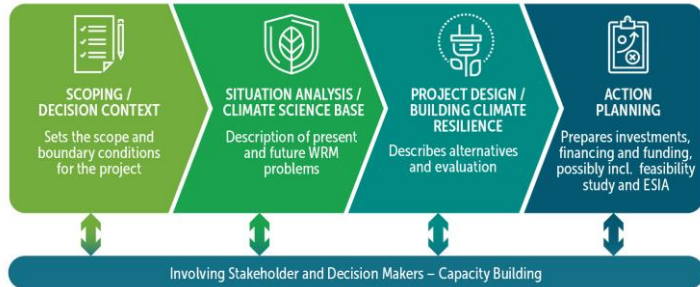 SCOPING /
DECISION CONTEXT
Sets the scope and
boundary conditions
for the project
SITUATION ANALYSIS /
CLIMATE SCIENCE BASE
Description of present
and future WRM
problems
PROJECT DESIGN /
BUILDING CLIMATE
RESILIENCE
Describes alternatives
and evaluation
ACTION
PLANNING
Prepares investments,
financing and funding,
possibly incl. feasibility
study and ESIA
Involving Stakeholder and Decision Makers – Capacity Building